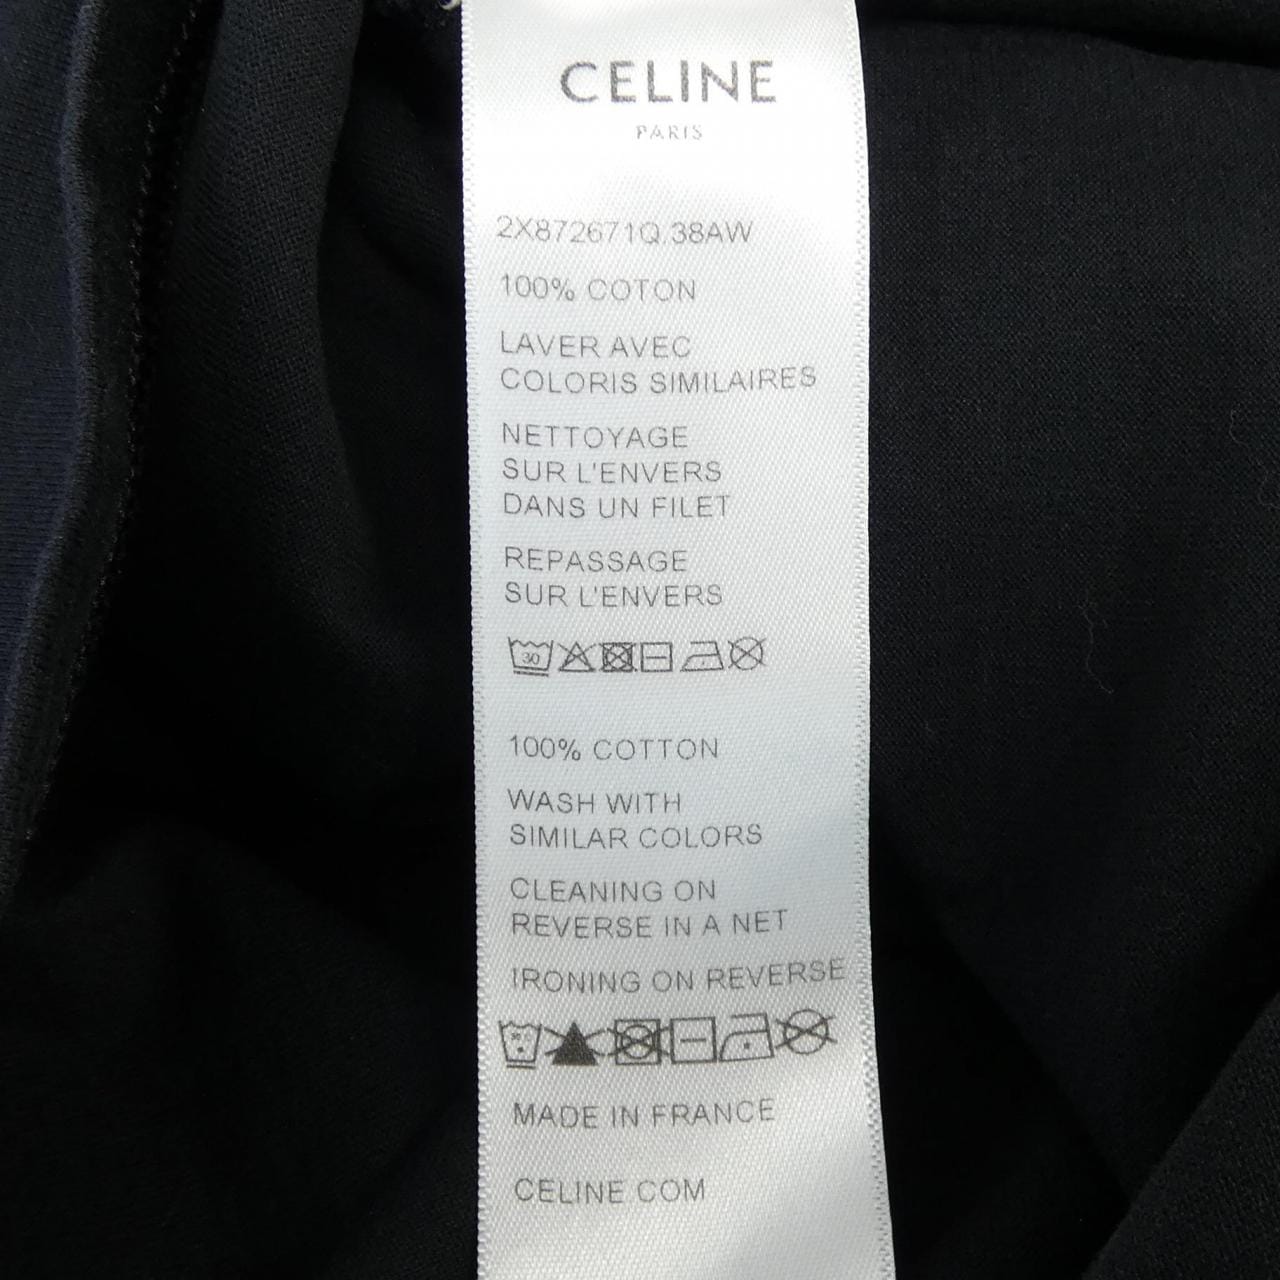 CELINE
PARIS
2X872671Q.38AW
100% COTON
LAVER AVEC
COLORIS SIMILAIRES
NETTOYAGE
SUR L'ENVERS
DANS UN FILET
REPASSAGE
SUR L'ENVERS
30
100% COTTON
WASH WITH
SIMILAR COLORS
CLEANING ON
REVERSE IN A NET
IRONING ON REVERSE
MADE IN FRANCE
CELINE.COM